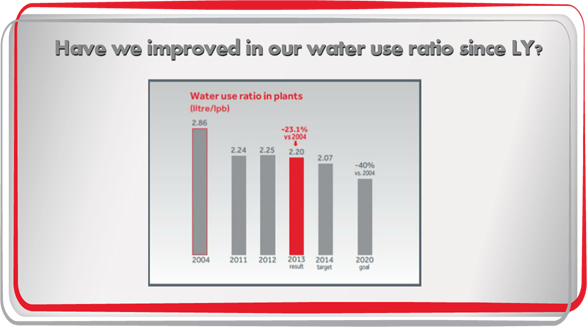 Have we improved in our water use ratio since LY?
Water use ratio in plants
(litre/lpb)
2.86
2.24
2.25
-23.1%
vs 2004
2.20
2.07
-40%
vs. 2004
2004
2011
2012
2013
result
2014
target
2020
goal